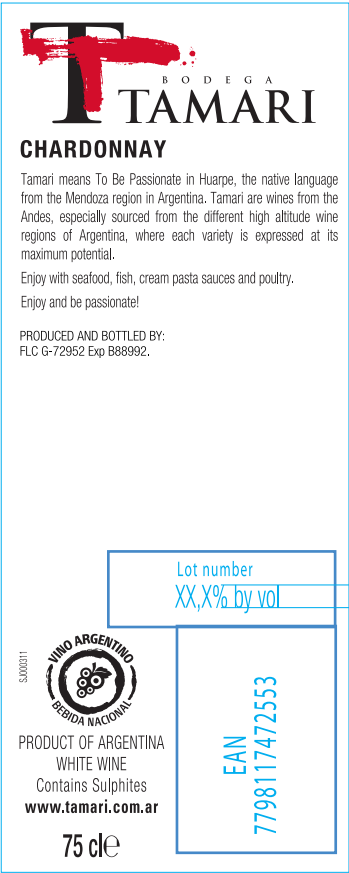 T
BODEGA
TAMARI
CHARDONNAY
Tamari means To Be Passionate in Huarpe, the native language
from the Mendoza region in Argentina. Tamari are wines from the
Andes, especially sourced from the different high altitude wine
regions of Argentina, where each variety is expressed at its
maximum potential.
Enjoy with seafood, fish, cream pasta sauces and poultry.
Enjoy and be passionate!
PRODUCED AND BOTTLED BY:
FLC G-72952 Exp B88992.
Lot number
XX,X% by vol
SJ000311
VINO ARGENTINO
BEBIDA NACIONAL
PRODUCT OF ARGENTINA
WHITE WINE
Contains Sulphites
www.tamari.com.ar
75 cl℮
EAN
7798117472553